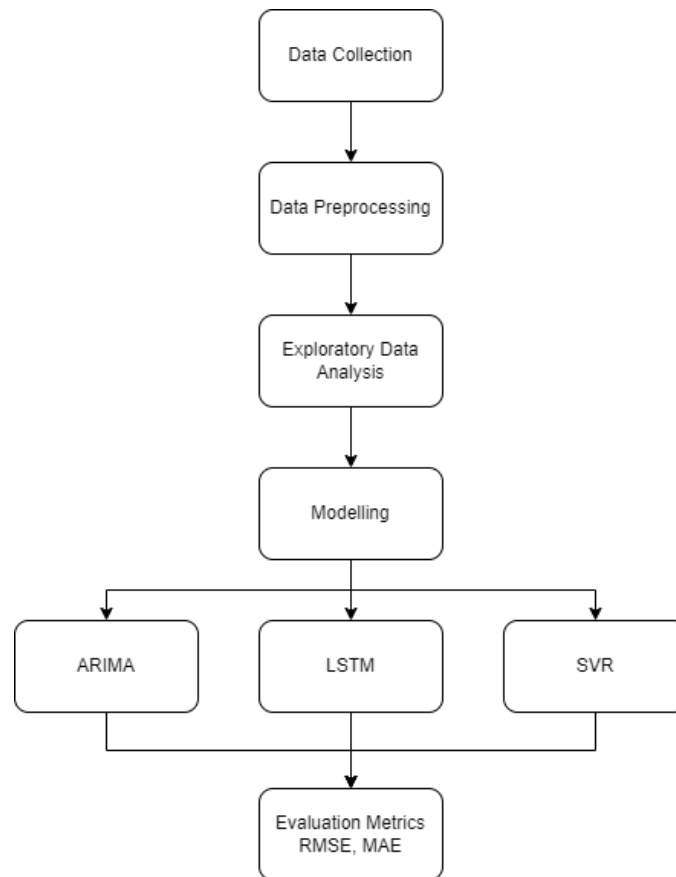 Data Collection
Data Preprocessing
Exploratory Data
Analysis
Modelling
ARIMA
LSTM
SVR
Evaluation Metrics
RMSE, MAE